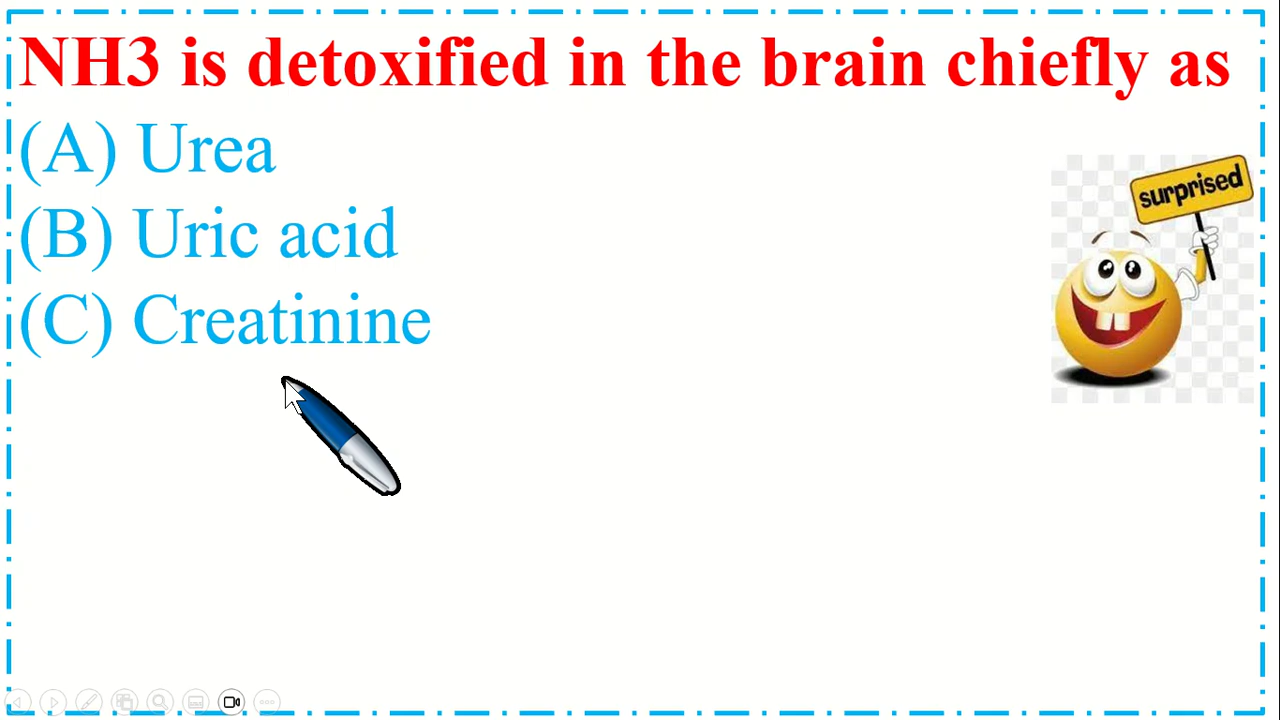 NH3 is detoxified in the brain chiefly as
(A) Urea
surprised
(B) Uric acid
(C) Creatinine